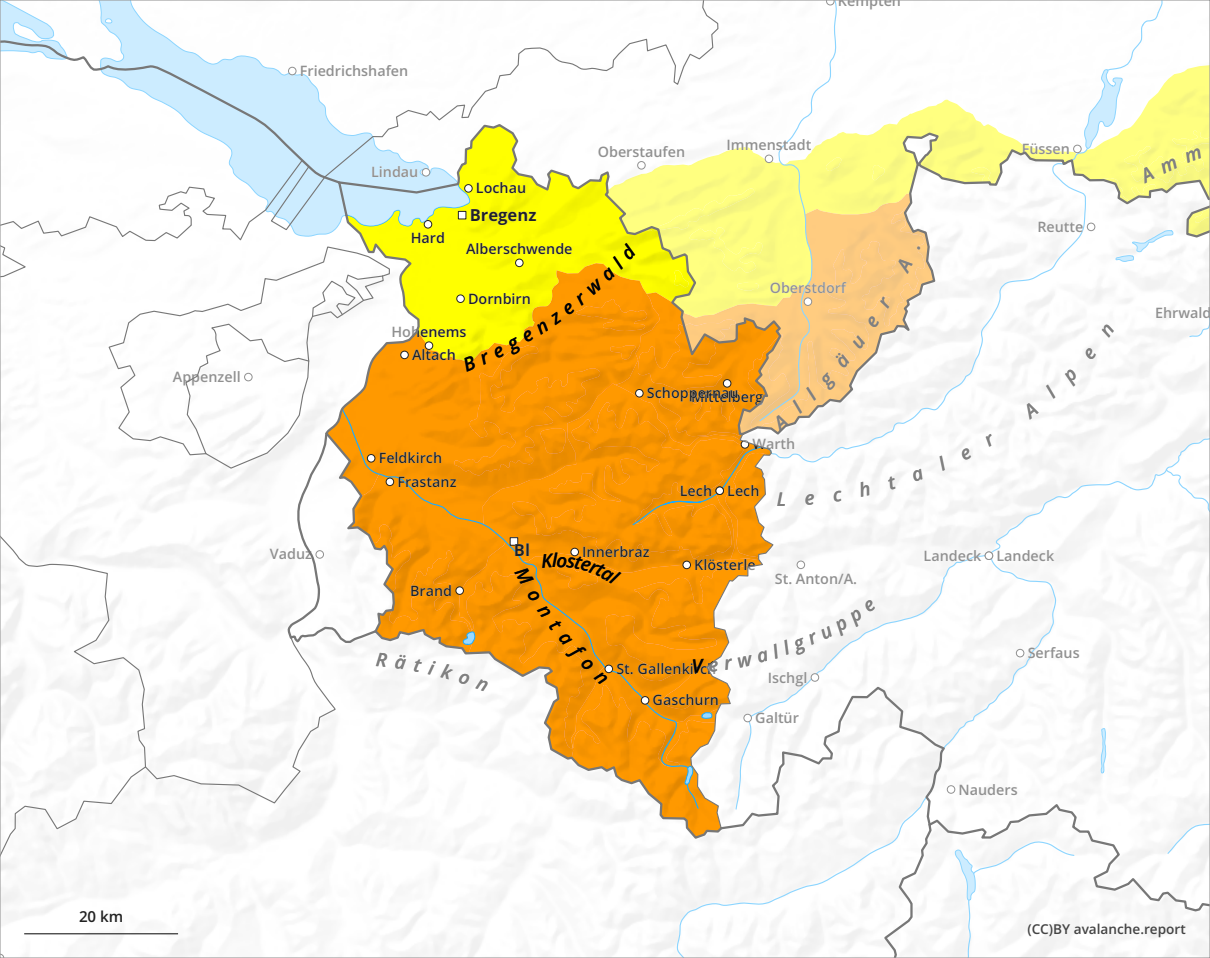 Kempten
Friedrichshafen
Immenstadt
Füssen
Oberstaufen
Amm
Lindau
Lochau
Bregenz
Reutte
Hard
Alberschwende
Bregenzerwald
Allgäuer A.
Oberstdorf
Dornbirn
Ehrwald
Hohenems
Altach
Appenzell
Schoppernau
Mittelberg
Lechtaler Alpen
Warth
Feldkirch
Frastanz
Lech
Lech
Vaduz
Bl
Innerbraz
Klostertal
Klösterle
St. Anton/A.
Landeck
Landeck
Brand
Montafon
Verwallgruppe
Rätikon
St. Gallenkirch
Serfaus
Ischgl
Gaschurn
Galtür
Nauders
20 km
(CC)BY avalanche.report